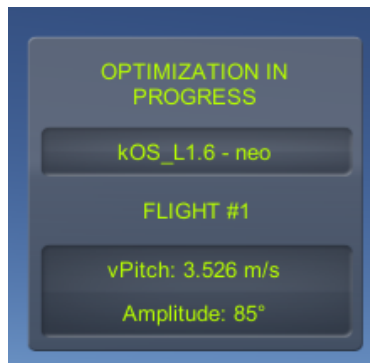 OPTIMIZATION IN
PROGRESS
kOS_L1.6 - neo
FLIGHT #1
vPitch: 3.526 m/s
Amplitude: 85°